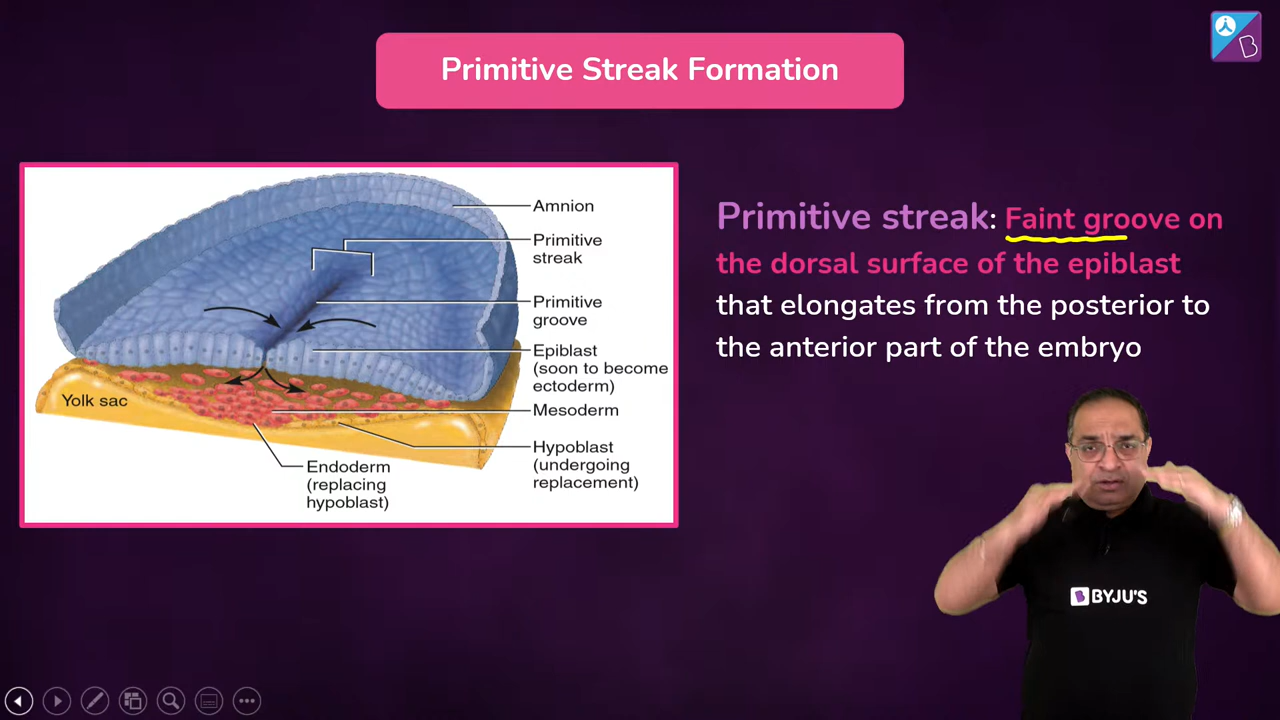 Primitive Streak Formation
Amnion
Primitive
streak
Primitive
groove
Epiblast
(soon to become
ectoderm)
Mesoderm
Hypoblast
(undergoing
replacement)
Yolk sac
Endoderm
(replacing
hypoblast)
Primitive streak: Faint groove on
the dorsal surface of the epiblast
that elongates from the posterior to
the anterior part of the embryo
B BYJU'S